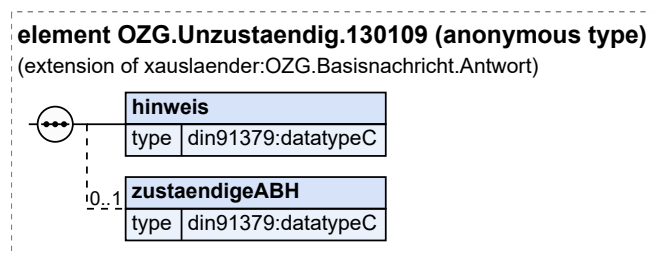 element OZG.Unzustaendig.130109 (anonymous type)
(extension of xauslaender:OZG.Basisnachricht.Antwort)
hinweis
type din91379:datatypeC
0..1 zustaendigeABH
type din91379:datatypeC